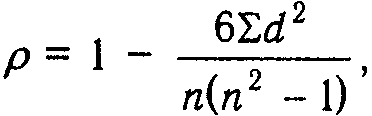 ρ = 1 − 6Σd² / n(n² − 1),